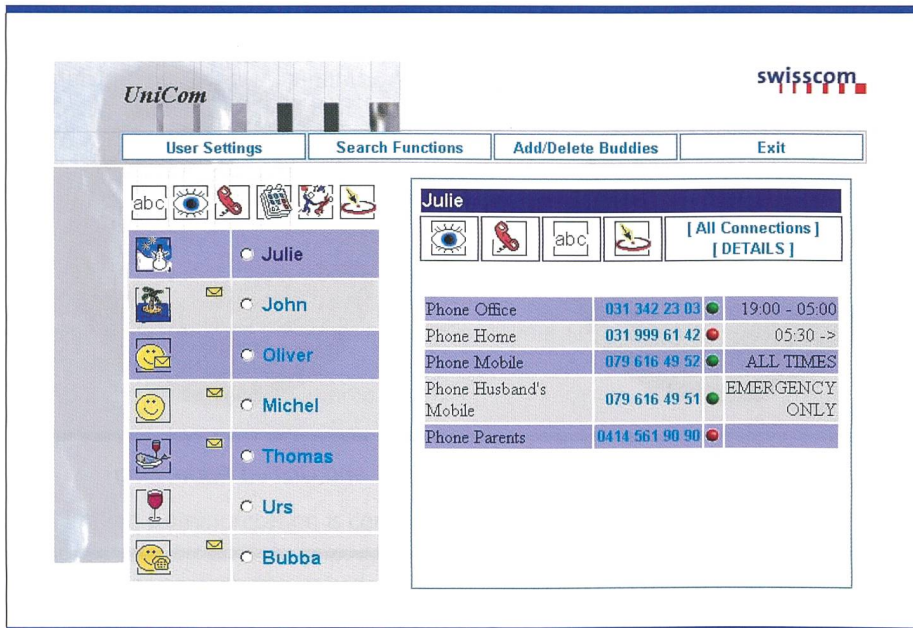 UniCom
swisscom
User Settings
Search Functions
Add/Delete Buddies
Exit
abc
Julie
John
Oliver
Michel
Thomas
Urs
Bubba
Julie
abc
[ All Connections ]
[ DETAILS ]
Phone Office 031 342 23 03 19:00 - 05:00
Phone Home 031 999 61 42 05:30 ->
Phone Mobile 079 616 49 52 ALL TIMES
Phone Husband's
Mobile 079 616 49 51 EMERGENCY
ONLY
Phone Parents 0414 561 90 90